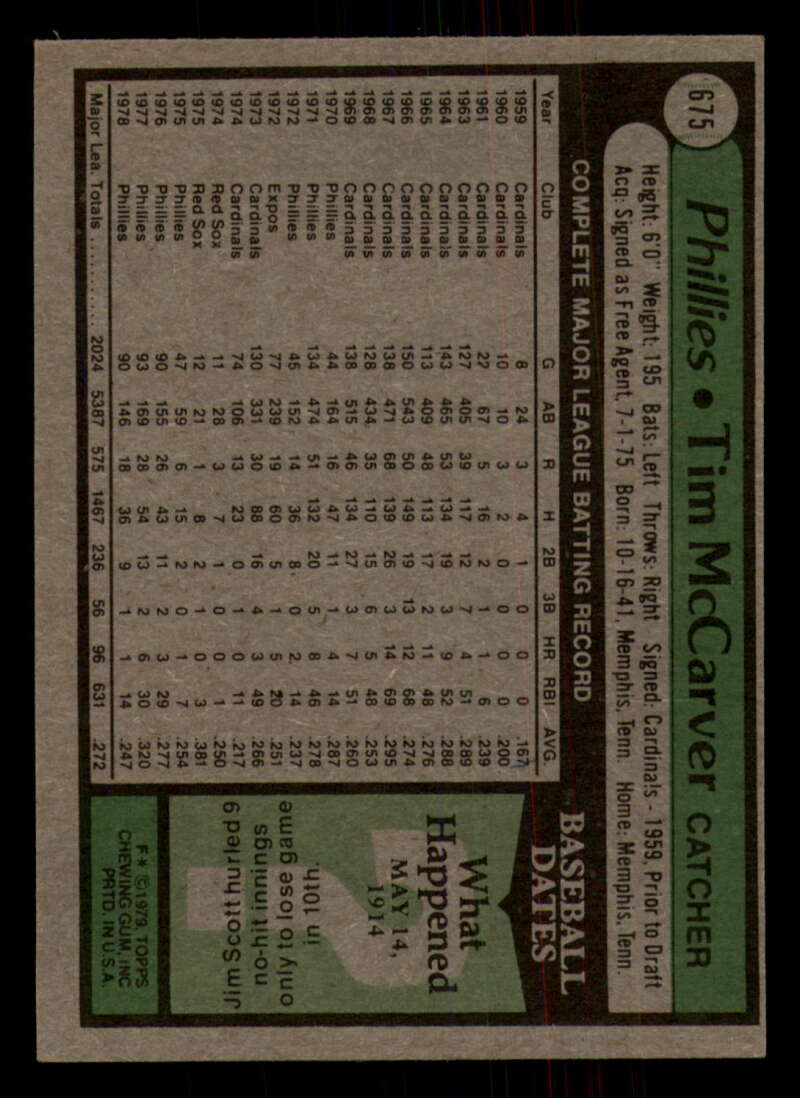 675
Phillies • Tim McCarver CATCHER
Height: 6'0" Weight: 195 Bats: Left Throws: Right Signed: Cardinals - 1959, Prior to Draft
Acq: Signed as Free Agent, 7-1-75 Born: 10-16-41, Memphis, Tenn. Home: Memphis, Tenn.
COMPLETE MAJOR LEAGUE BATTING RECORD
Year Club G AB R H 2B 3B HR RBI AVG
1959 Cardinals 8 24 3 4 1 0 0 0 .167
1960 Cardinals 10 10 3 2 0 0 0 0 .200
1961 Cardinals 22 67 5 16 2 1 1 6 .239
1963 Cardinals 127 405 39 117 12 7 4 51 .289
1964 Cardinals 143 465 53 134 19 3 9 52 .288
1965 Cardinals 113 409 48 113 17 2 11 48 .276
1966 Cardinals 150 543 50 149 19 13 12 68 .274
1967 Cardinals 138 471 68 139 26 3 14 69 .295
1968 Cardinals 128 434 35 110 15 6 5 48 .253
1969 Cardinals 138 515 46 134 27 3 7 51 .260
1970 Phillies 44 164 16 47 11 1 4 14 .287
1971 Phillies 134 474 51 132 20 5 8 46 .278
1972 Phillies 45 152 14 36 8 0 2 14 .237
1972 Expos 77 239 19 60 5 1 5 20 .251
1973 Cardinals 130 331 30 88 16 4 3 49 .266
1974 Cardinals 74 106 13 23 0 1 0 11 .217
1974 Red Sox 11 28 3 7 1 0 0 1 .250
1975 Red Sox 12 21 1 8 2 1 0 3 .381
1975 Phillies 47 59 6 15 2 0 1 7 .254
1976 Phillies 90 155 26 43 11 2 3 29 .277
1977 Phillies 93 169 28 54 13 2 6 30 .320
1978 Phillies 90 146 18 36 9 1 1 14 .247
Major Lea. Totals ............ 2024 5387 575 1467 236 56 96 631 .272
BASEBALL
DATES
What
Happened
MAY 14,
1914
Jim Scott hurled 9
no-hit innings
only to lose game
in 10th.
F* © 1979, TOPPS
CHEWING GUM, INC.
PRTD. IN U.S.A.